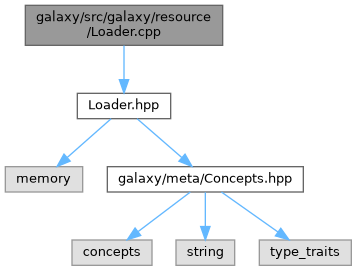 galaxy/src/galaxy/resource
/Loader.cpp
Loader.hpp
memory
galaxy/meta/Concepts.hpp
concepts
string
type_traits